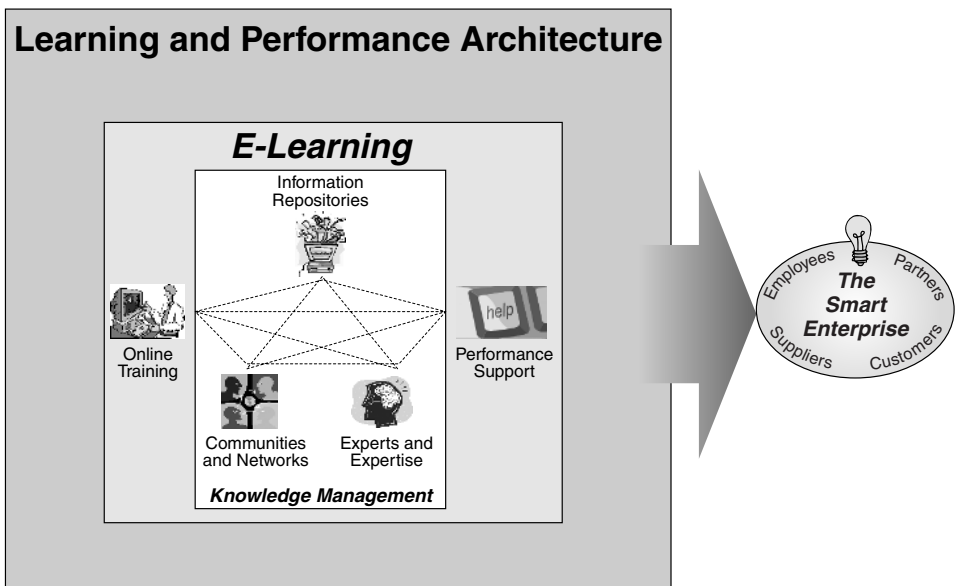 Learning and Performance Architecture
E-Learning
Information
Repositories
help
Online
Training
Performance
Support
Communities
and Networks
Experts and
Expertise
Knowledge Management
Employees
Partners
The
Smart
Enterprise
Suppliers
Customers